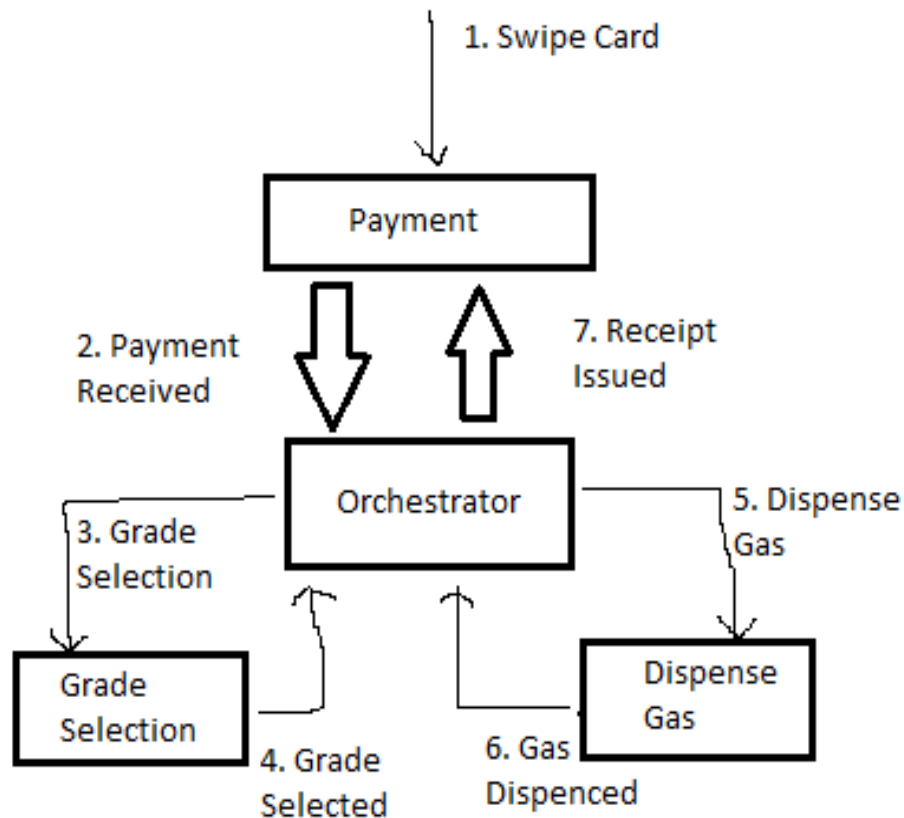 1. Swipe Card
Payment
2. Payment
Received
7. Receipt
Issued
Orchestrator
3. Grade
Selection
5. Dispense
Gas
Grade
Selection
Dispense
Gas
4. Grade
Selected
6. Gas
Dispenced